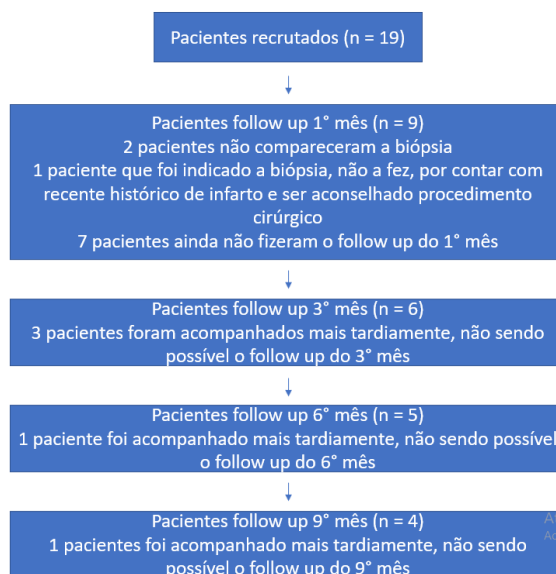 Pacientes recrutados (n = 19)
Pacientes follow up 1° mês (n = 9)
2 pacientes não compareceram a biópsia
1 paciente que foi indicado a biópsia, não a fez, por contar com
recente histórico de infarto e ser aconselhado procedimento
cirúrgico
7 pacientes ainda não fizeram o follow up do 1° mês
Pacientes follow up 3° mês (n = 6)
3 pacientes foram acompanhados mais tardiamente, não sendo
possível o follow up do 3° mês
Pacientes follow up 6° mês (n = 5)
1 paciente foi acompanhado mais tardiamente, não sendo possível
o follow up do 6° mês
Pacientes follow up 9° mês (n = 4)
1 pacientes foi acompanhado mais tardiamente, não sendo
possível o follow up do 9° mês